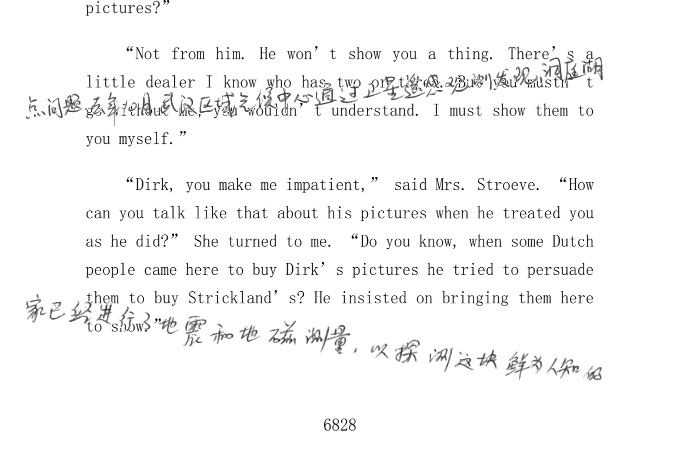 pictures?”
“Not from him. He won’t show you a thing. There’s a
little dealer I know who has two or three. But you mustn’t
点问题去年10月武汉区域气候中心通过卫星遥感观测发现,洞庭湖
go without me; you wouldn’t understand. I must show them to
you myself.”
“Dirk, you make me impatient,” said Mrs. Stroeve. “How
can you talk like that about his pictures when he treated you
as he did?” She turned to me. “Do you know, when some Dutch
people came here to buy Dirk’s pictures he tried to persuade
them to buy Strickland’s? He insisted on bringing them here
家已经进行了地震和地磁测量,以探测这块鲜为人知的
to show.”
6828